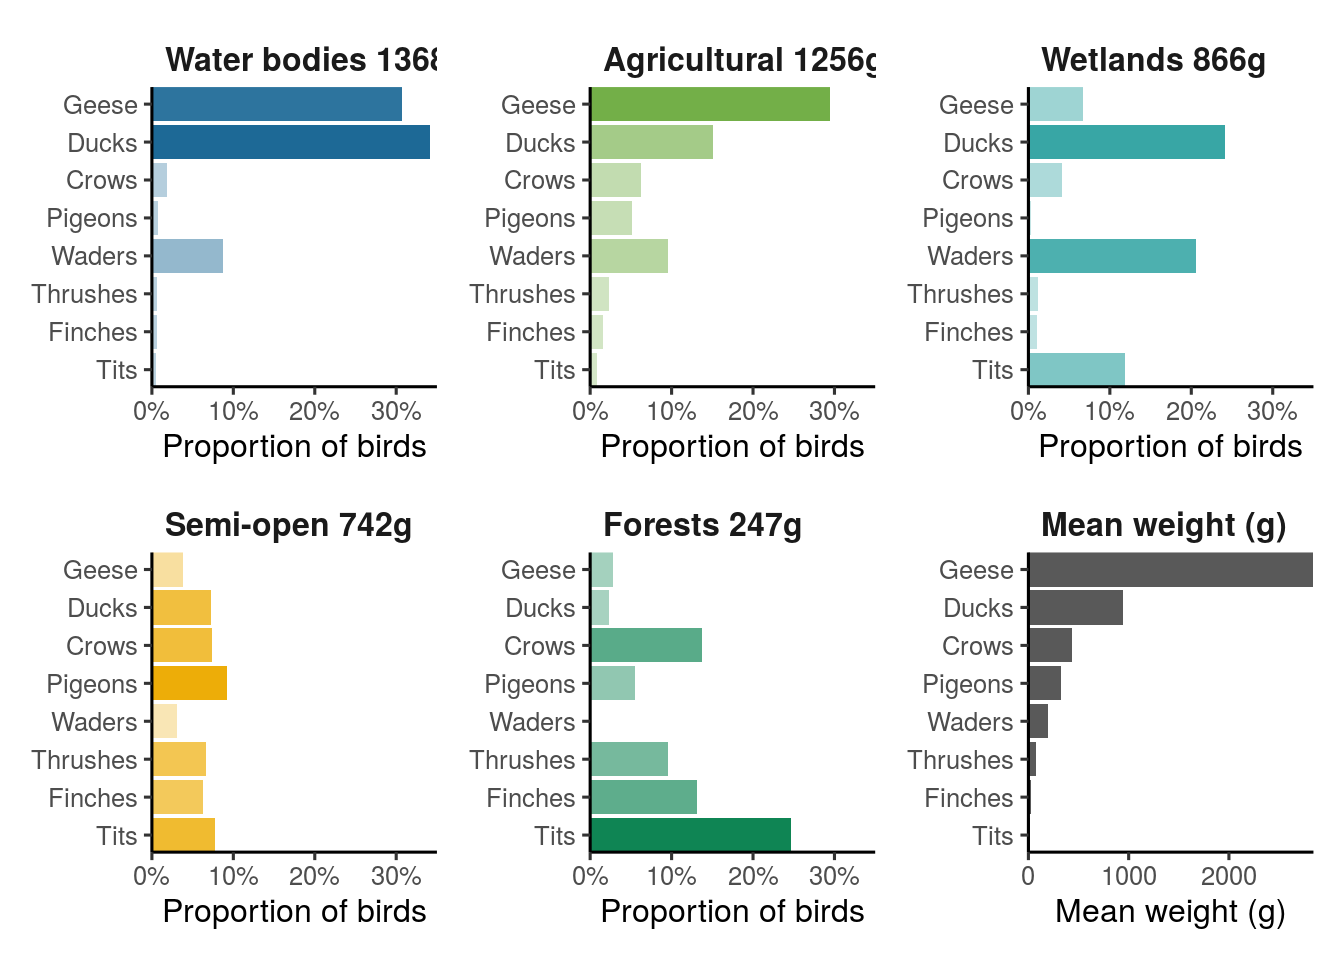 Water bodies 1368
Geese
Ducks
Crows
Pigeons
Waders
Thrushes
Finches
Tits
0% 10% 20% 30%
Proportion of birds
Agricultural 1256g
Geese
Ducks
Crows
Pigeons
Waders
Thrushes
Finches
Tits
0% 10% 20% 30%
Proportion of birds
Wetlands 866g
Geese
Ducks
Crows
Pigeons
Waders
Thrushes
Finches
Tits
0% 10% 20% 30%
Proportion of birds
Semi-open 742g
Geese
Ducks
Crows
Pigeons
Waders
Thrushes
Finches
Tits
0% 10% 20% 30%
Proportion of birds
Forests 247g
Geese
Ducks
Crows
Pigeons
Waders
Thrushes
Finches
Tits
0% 10% 20% 30%
Proportion of birds
Mean weight (g)
Geese
Ducks
Crows
Pigeons
Waders
Thrushes
Finches
Tits
0 1000 2000
Mean weight (g)